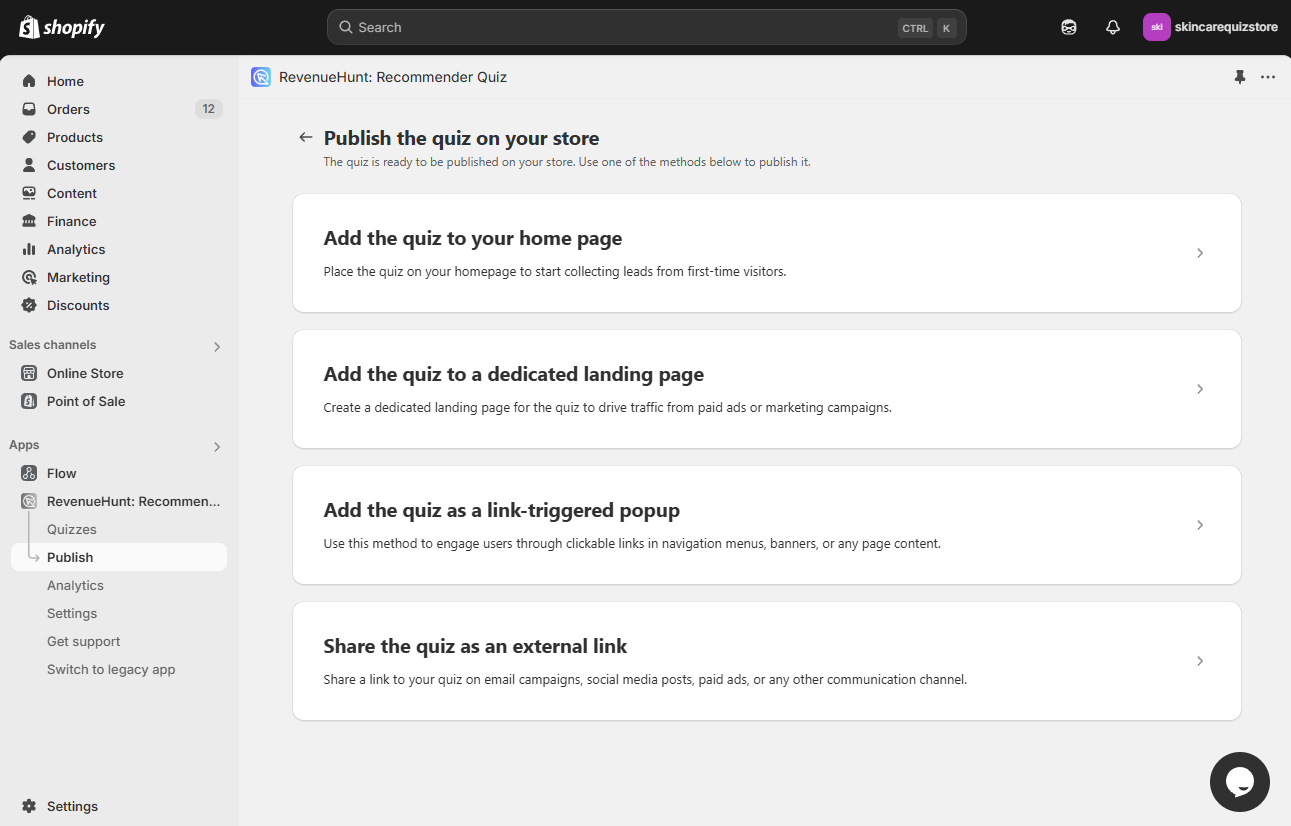 shopify
Search
CTRL K
ski
skincarequizstore
Home
Orders 12
Products
Customers
Content
Finance
Analytics
Marketing
Discounts
Sales channels
Online Store
Point of Sale
Apps
Flow
RevenueHunt: Recommen...
Quizzes
Publish
Analytics
Settings
Get support
Switch to legacy app
Settings
RevenueHunt: Recommender Quiz
Publish the quiz on your store
The quiz is ready to be published on your store. Use one of the methods below to publish it.
Add the quiz to your home page
Place the quiz on your homepage to start collecting leads from first-time visitors.
Add the quiz to a dedicated landing page
Create a dedicated landing page for the quiz to drive traffic from paid ads or marketing campaigns.
Add the quiz as a link-triggered popup
Use this method to engage users through clickable links in navigation menus, banners, or any page content.
Share the quiz as an external link
Share a link to your quiz on email campaigns, social media posts, paid ads, or any other communication channel.